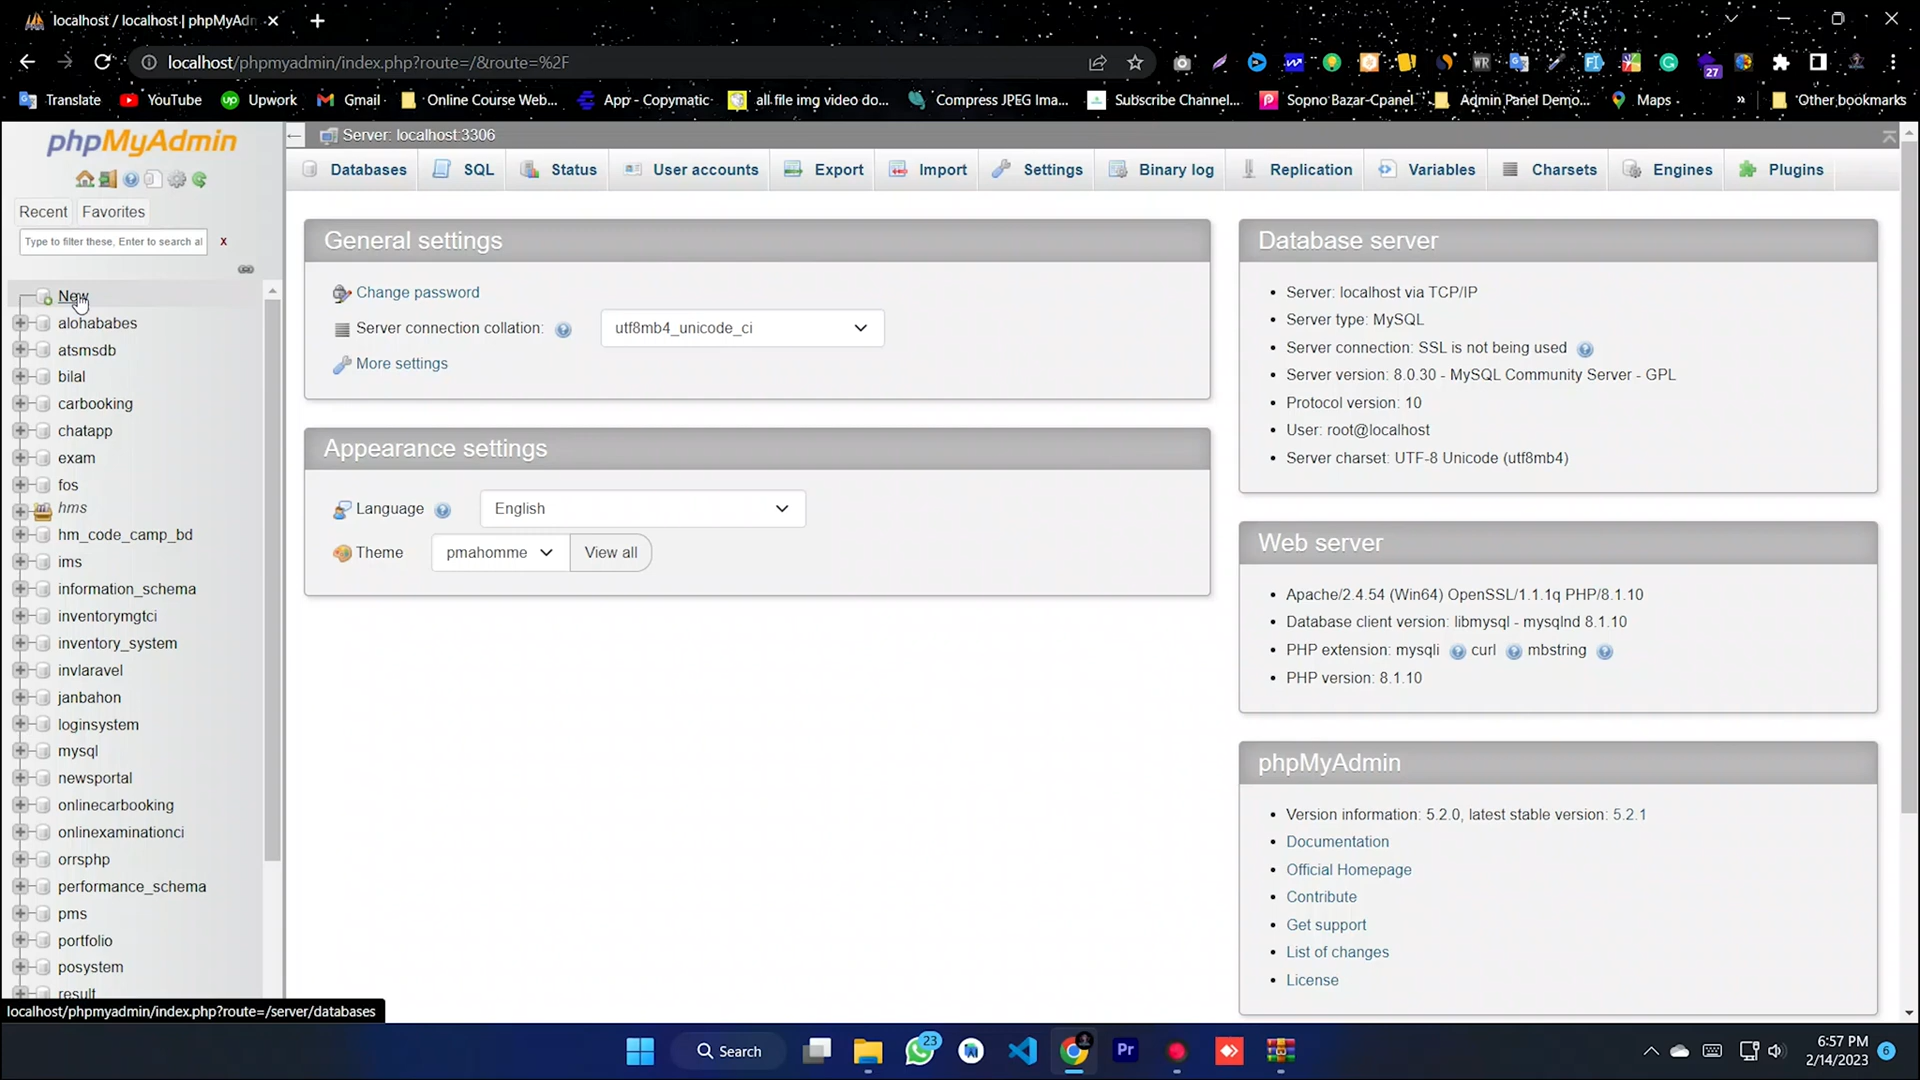 localhost / localhost | phpMyAdm
localhost/phpmyadmin/index.php?route=/&route=%2F
27
Translate
YouTube
Upwork
Gmail
Online Course Web...
App - Copymatic
all file img video do...
Compress JPEG Ima...
Subscribe Channel...
Sopno Bazar-Cpanel
Admin Panel Demo...
Maps
»
Other bookmarks
phpMyAdmin
Recent
Favorites
Type to filter these, Enter to search al
X
New
alohababes
atsmsdb
bilal
carbooking
chatapp
exam
fos
hms
hm_code_camp_bd
ims
information_schema
inventorymgtci
inventory_system
invlaravel
janbahon
loginsystem
mysql
newsportal
onlinecarbooking
onlinexaminationci
orrsphp
performance_schema
pms
portfolio
posystem
result
localhost/phpmyadmin/index.php?route=/server/databases
Server: localhost:3306
Databases
SQL
Status
User accounts
Export
Import
Settings
Binary log
Replication
Variables
Charsets
Engines
Plugins
General settings
Change password
Server connection collation:
utf8mb4_unicode_ci
More settings
Appearance settings
Language
English
Theme
pmahomme
View all
Database server
• Server: localhost via TCP/IP
• Server type: MySQL
• Server connection: SSL is not being used
• Server version: 8.0.30 - MySQL Community Server - GPL
• Protocol version: 10
• User: root@localhost
• Server charset: UTF-8 Unicode (utf8mb4)
Web server
• Apache/2.4.54 (Win64) OpenSSL/1.1.1q PHP/8.1.10
• Database client version: libmysql - mysqlnd 8.1.10
• PHP extension: mysqli curl mbstring
• PHP version: 8.1.10
phpMyAdmin
• Version information: 5.2.0, latest stable version: 5.2.1
• Documentation
• Official Homepage
• Contribute
• Get support
• List of changes
• License
Search
23
Pr
6:57 PM
2/14/2023
6